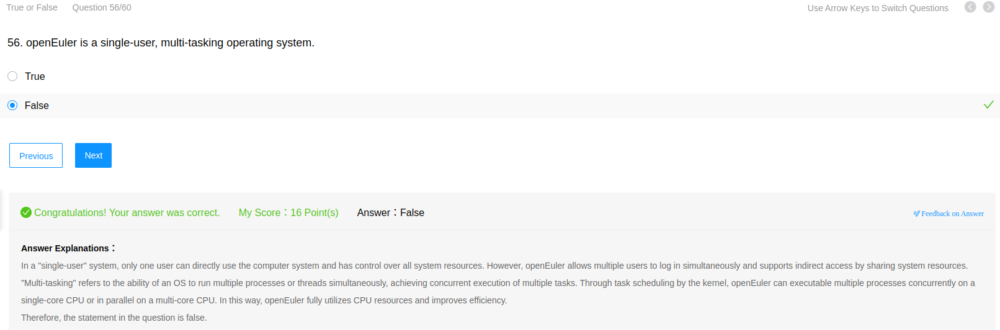 True or False Question 56/60 Use Arrow Keys to Switch Questions
56. openEuler is a single-user, multi-tasking operating system.
True
False
Previous Next
Congratulations! Your answer was correct. My Score：16 Point(s) Answer：False Feedback on Answer
Answer Explanations：
In a "single-user" system, only one user can directly use the computer system and has control over all system resources. However, openEuler allows multiple users to log in simultaneously and supports indirect access by sharing system resources.
"Multi-tasking" refers to the ability of an OS to run multiple processes or threads simultaneously, achieving concurrent execution of multiple tasks. Through task scheduling by the kernel, openEuler can executable multiple processes concurrently on a
single-core CPU or in parallel on a multi-core CPU. In this way, openEuler fully utilizes CPU resources and improves efficiency.
Therefore, the statement in the question is false.